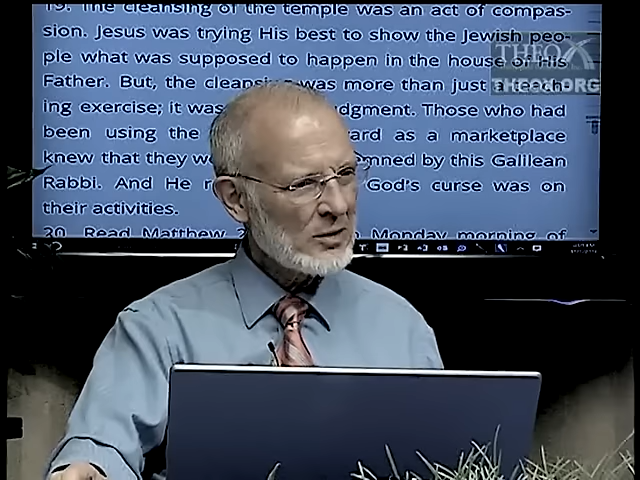 19. The cleansing of the temple was an act of compas-
sion. Jesus was trying His best to show the Jewish peo-
ple what was supposed to happen in the house of His
Father. But, the cleansing was more than just a teach-
ing exercise; it was judgment. Those who had
been using the ard as a marketplace
knew that they emned by this Galilean
Rabbi. And He God's curse was on
their activities.
20. Read Matthew Monday morning of
THEOX
THEOX.ORG